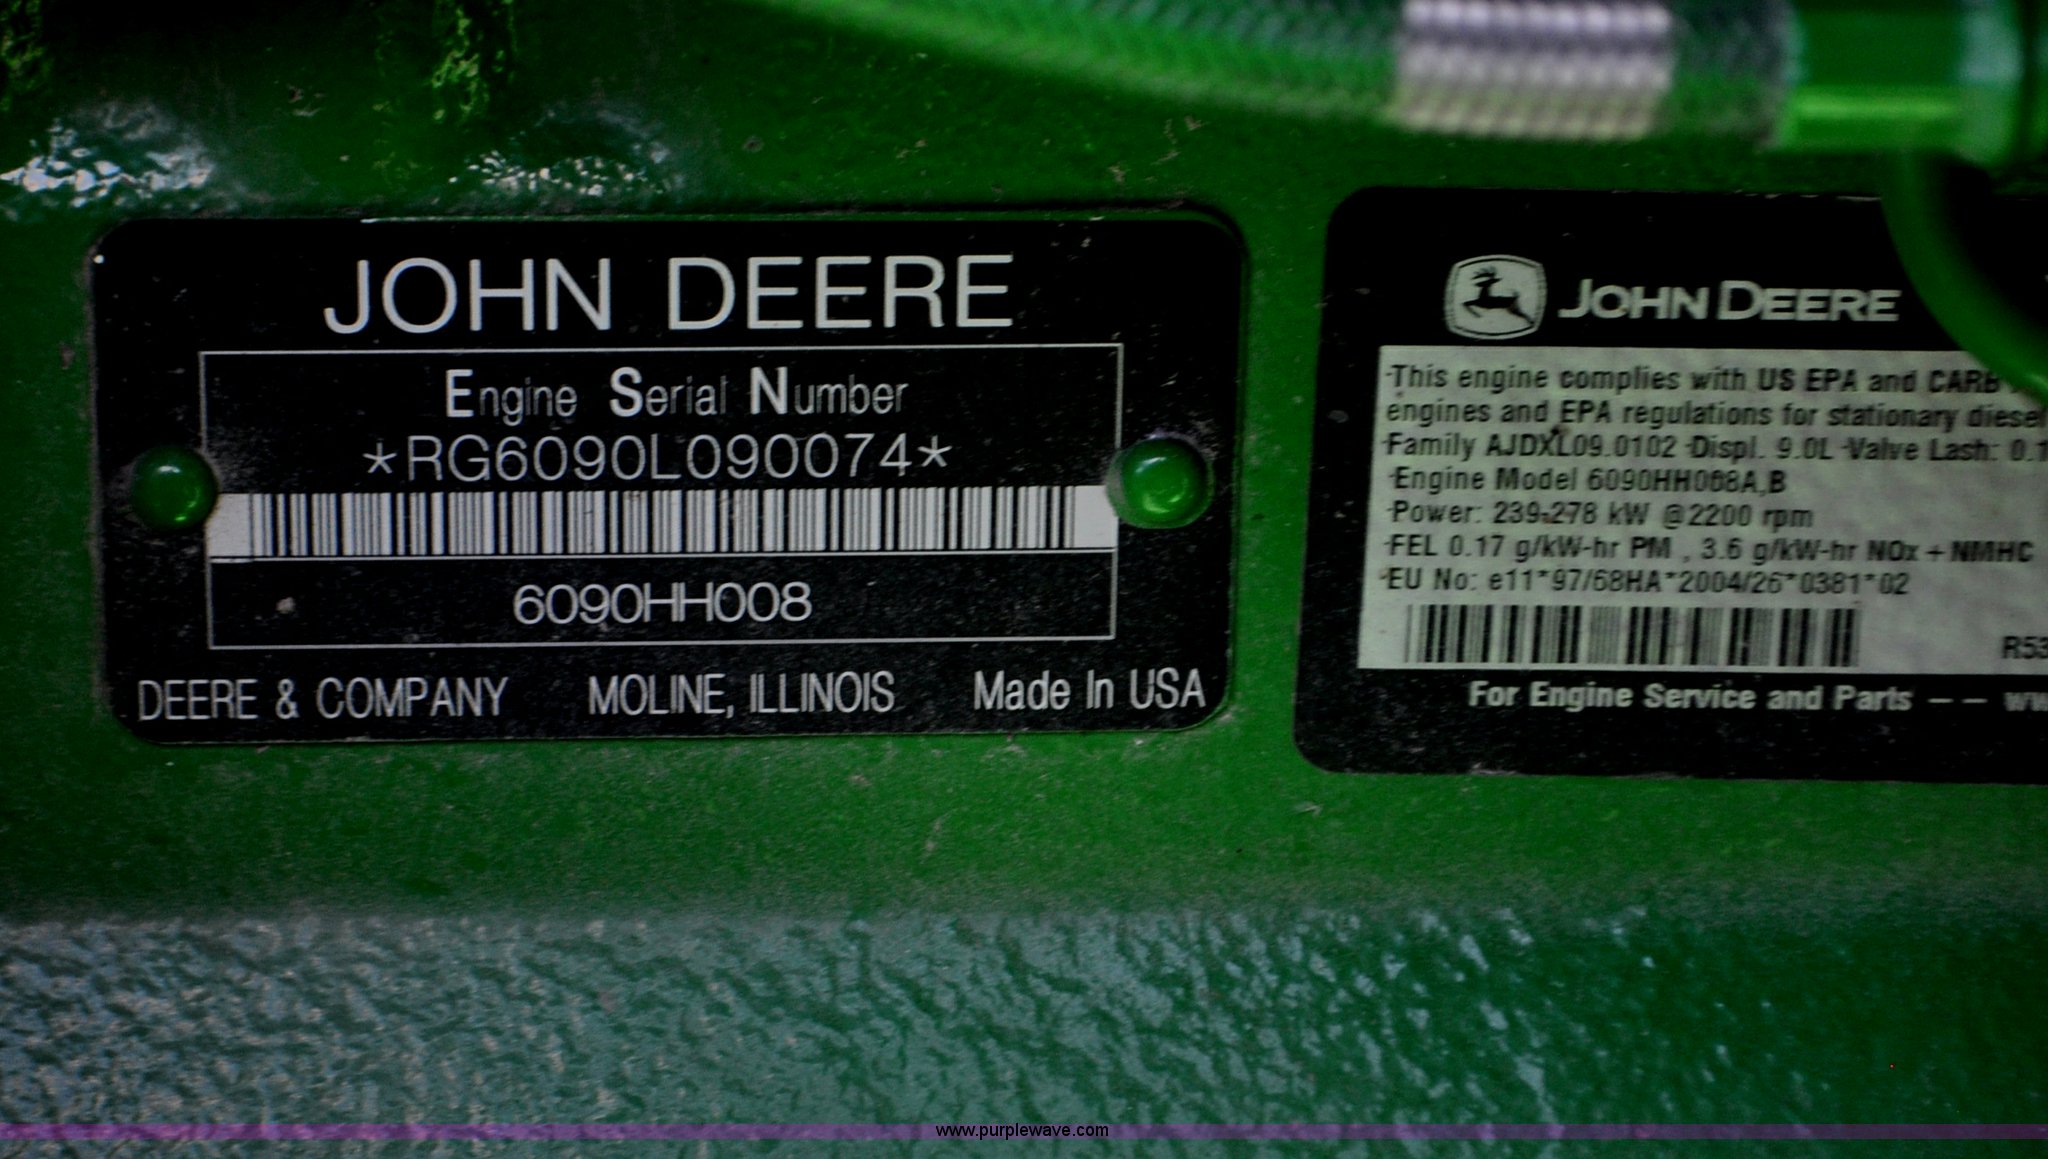 JOHN DEERE
Engine Serial Number
*RG6090L090074*
6090HH008
DEERE & COMPANY MOLINE, ILLINOIS Made In USA
JOHN DEERE
·This engine complies with US EPA and CARB
engines and EPA regulations for stationary diesel
·Family AJDXL09.0102 ·Displ. 9.0L ·Valve Lash: 0.1
·Engine Model 6090HH008A,B
·Power: 239-278 kW @2200 rpm
·FEL 0.17 g/kW-hr PM , 3.6 g/kW-hr NOx + NMHC
·EU No: e11*97/68HA*2004/26*0381*02
R53
For Engine Service and Parts – – ww
www.purplewave.com